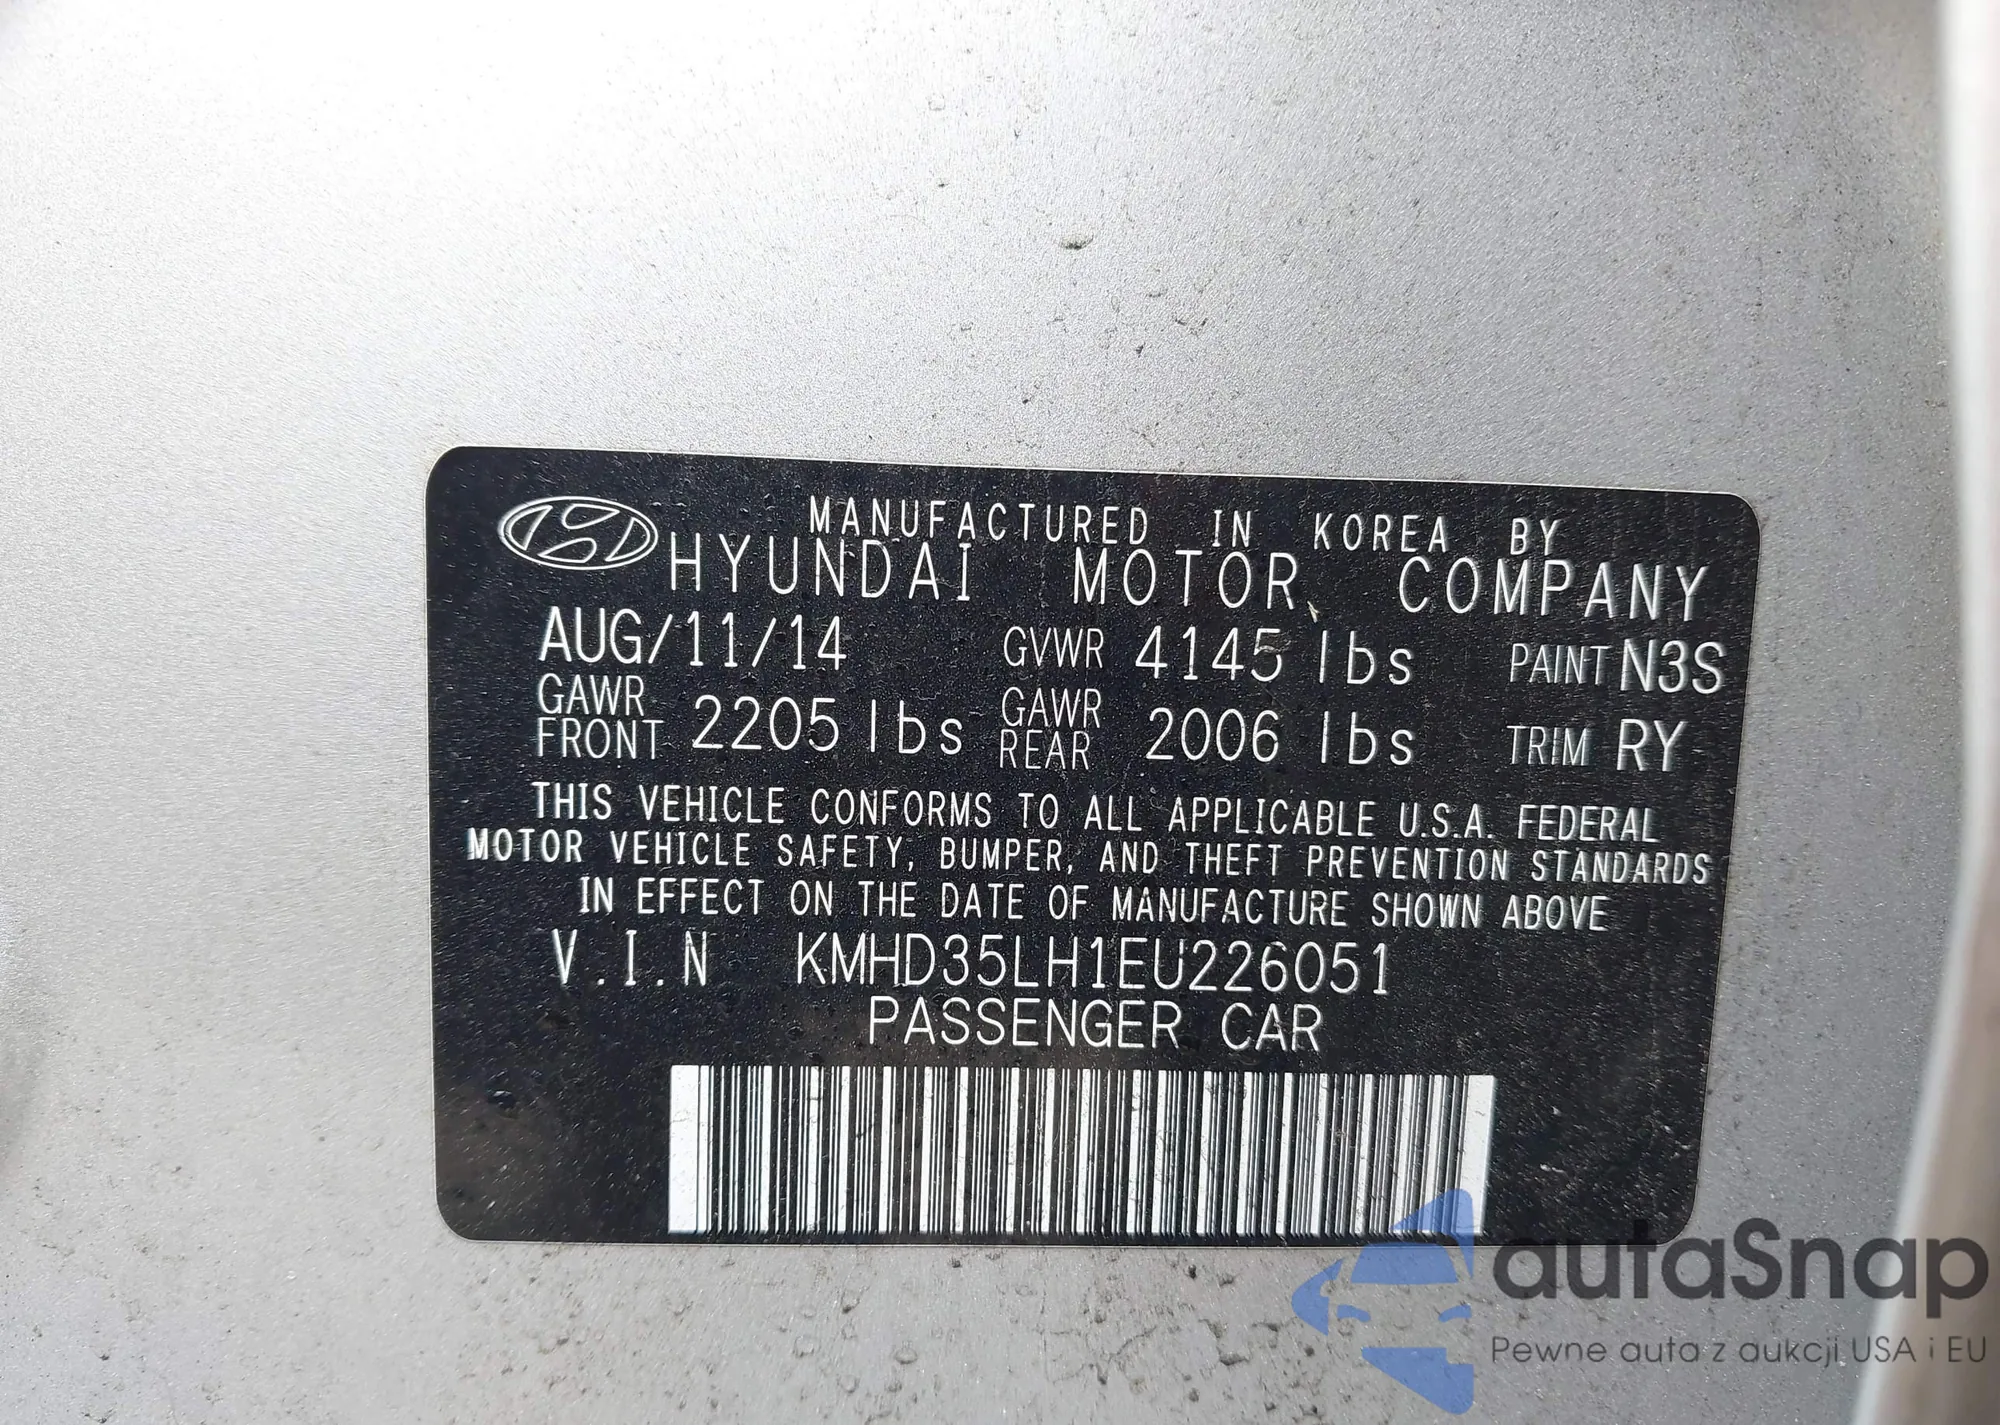 MANUFACTURED IN KOREA BY
HYUNDAI MOTOR COMPANY
AUG/11/14 GVWR 4145 lbs PAINT N3S
GAWR FRONT 2205 lbs GAWR REAR 2006 lbs TRIM RY
THIS VEHICLE CONFORMS TO ALL APPLICABLE U.S.A. FEDERAL
MOTOR VEHICLE SAFETY, BUMPER, AND THEFT PREVENTION STANDARDS
IN EFFECT ON THE DATE OF MANUFACTURE SHOWN ABOVE
V.I.N KMHD35LH1EU226051
PASSENGER CAR
autaSnap
Pewne auta z aukcji USA i EU